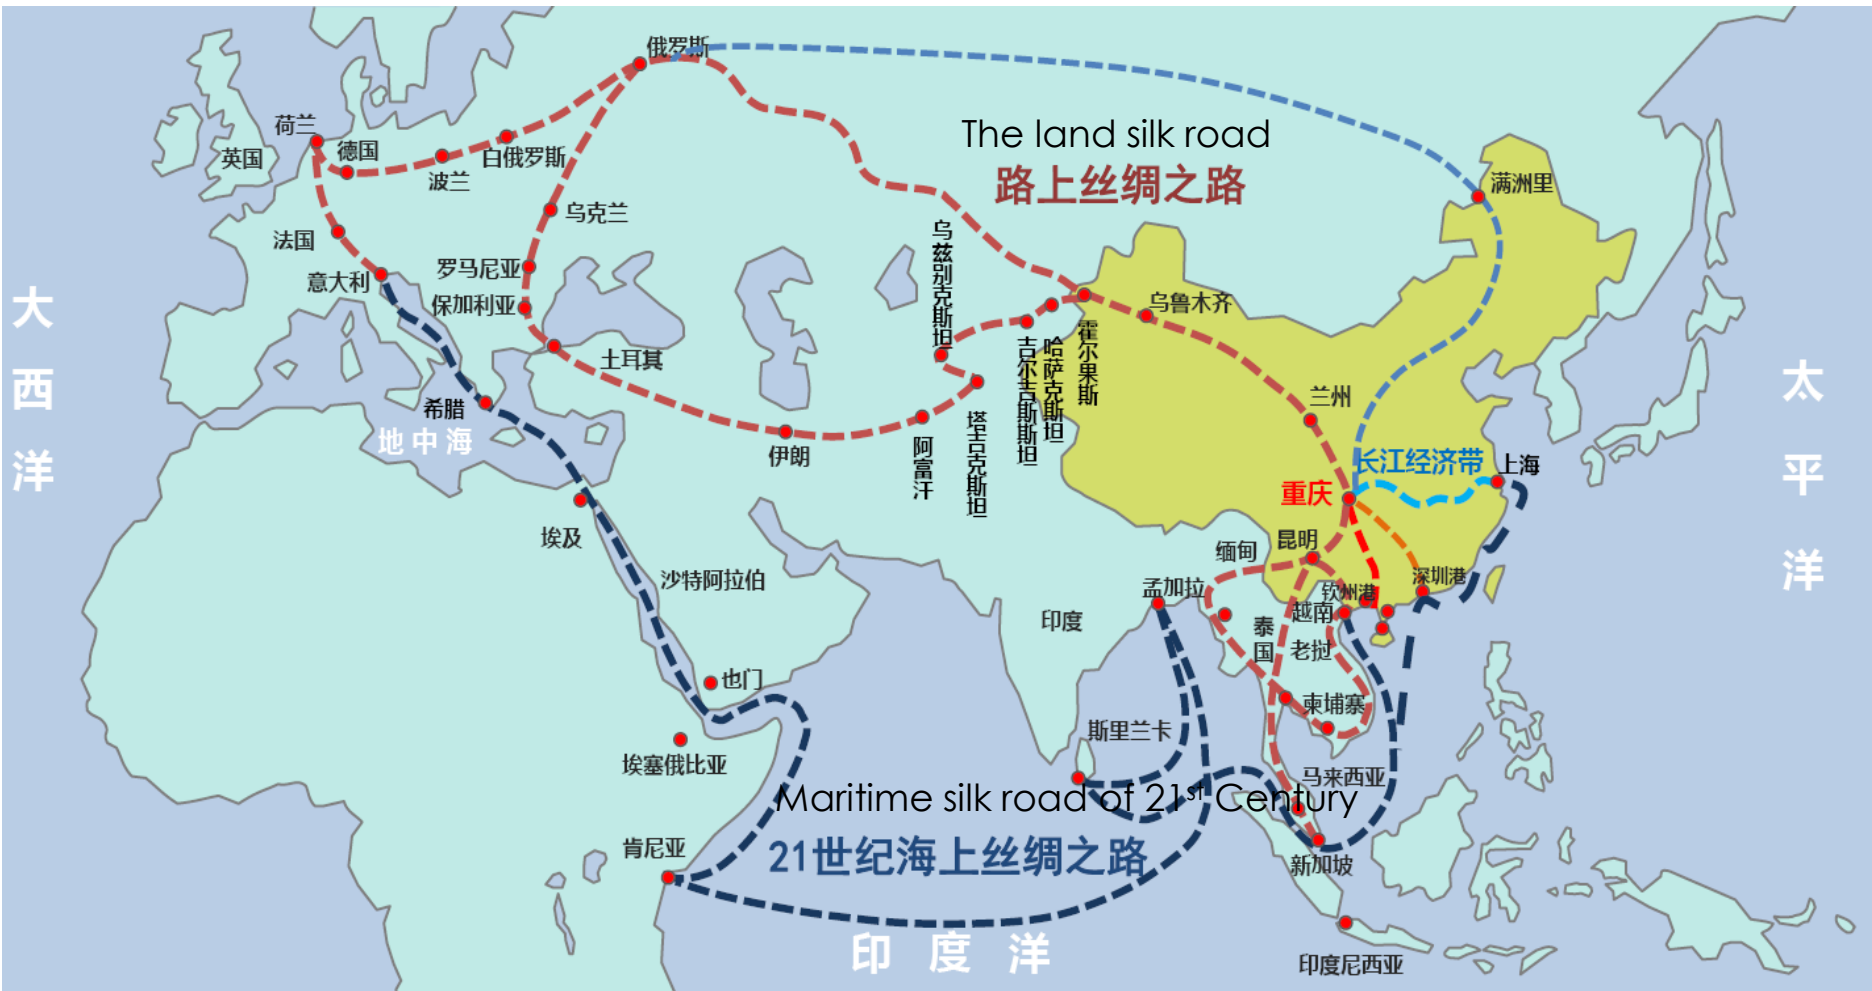 俄罗斯
The land silk road
路上丝绸之路
荷兰
德国
英国
白俄罗斯
波兰
满洲里
法国
乌克兰
意大利
罗马尼亚
保加利亚
乌兹别克斯坦
乌鲁木齐
霍尔果斯
哈萨克斯坦
吉尔吉斯斯坦
土耳其
大西洋
太平洋
希腊
地中海
兰州
伊朗
阿富汗
塔吉克斯坦
长江经济带
上海
重庆
埃及
缅甸
昆明
沙特阿拉伯
孟加拉
深圳港
钦州港
印度
越南
泰国
老挝
也门
柬埔寨
斯里兰卡
埃塞俄比亚
马来西亚
Maritime silk road of 21st Century
21世纪海上丝绸之路
肯尼亚
新加坡
印度洋
印度尼西亚